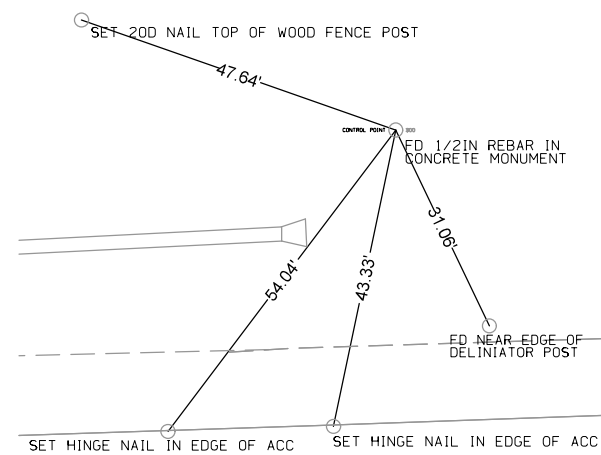 SET 20D NAIL TOP OF WOOD FENCE POST
47.64'
CONTROL POINT
FD 1/2IN REBAR IN
CONCRETE MONUMENT
31.06'
43.33'
54.04'
FD NEAR EDGE OF
DELINIATOR POST
SET HINGE NAIL IN EDGE OF ACC
SET HINGE NAIL IN EDGE OF ACC